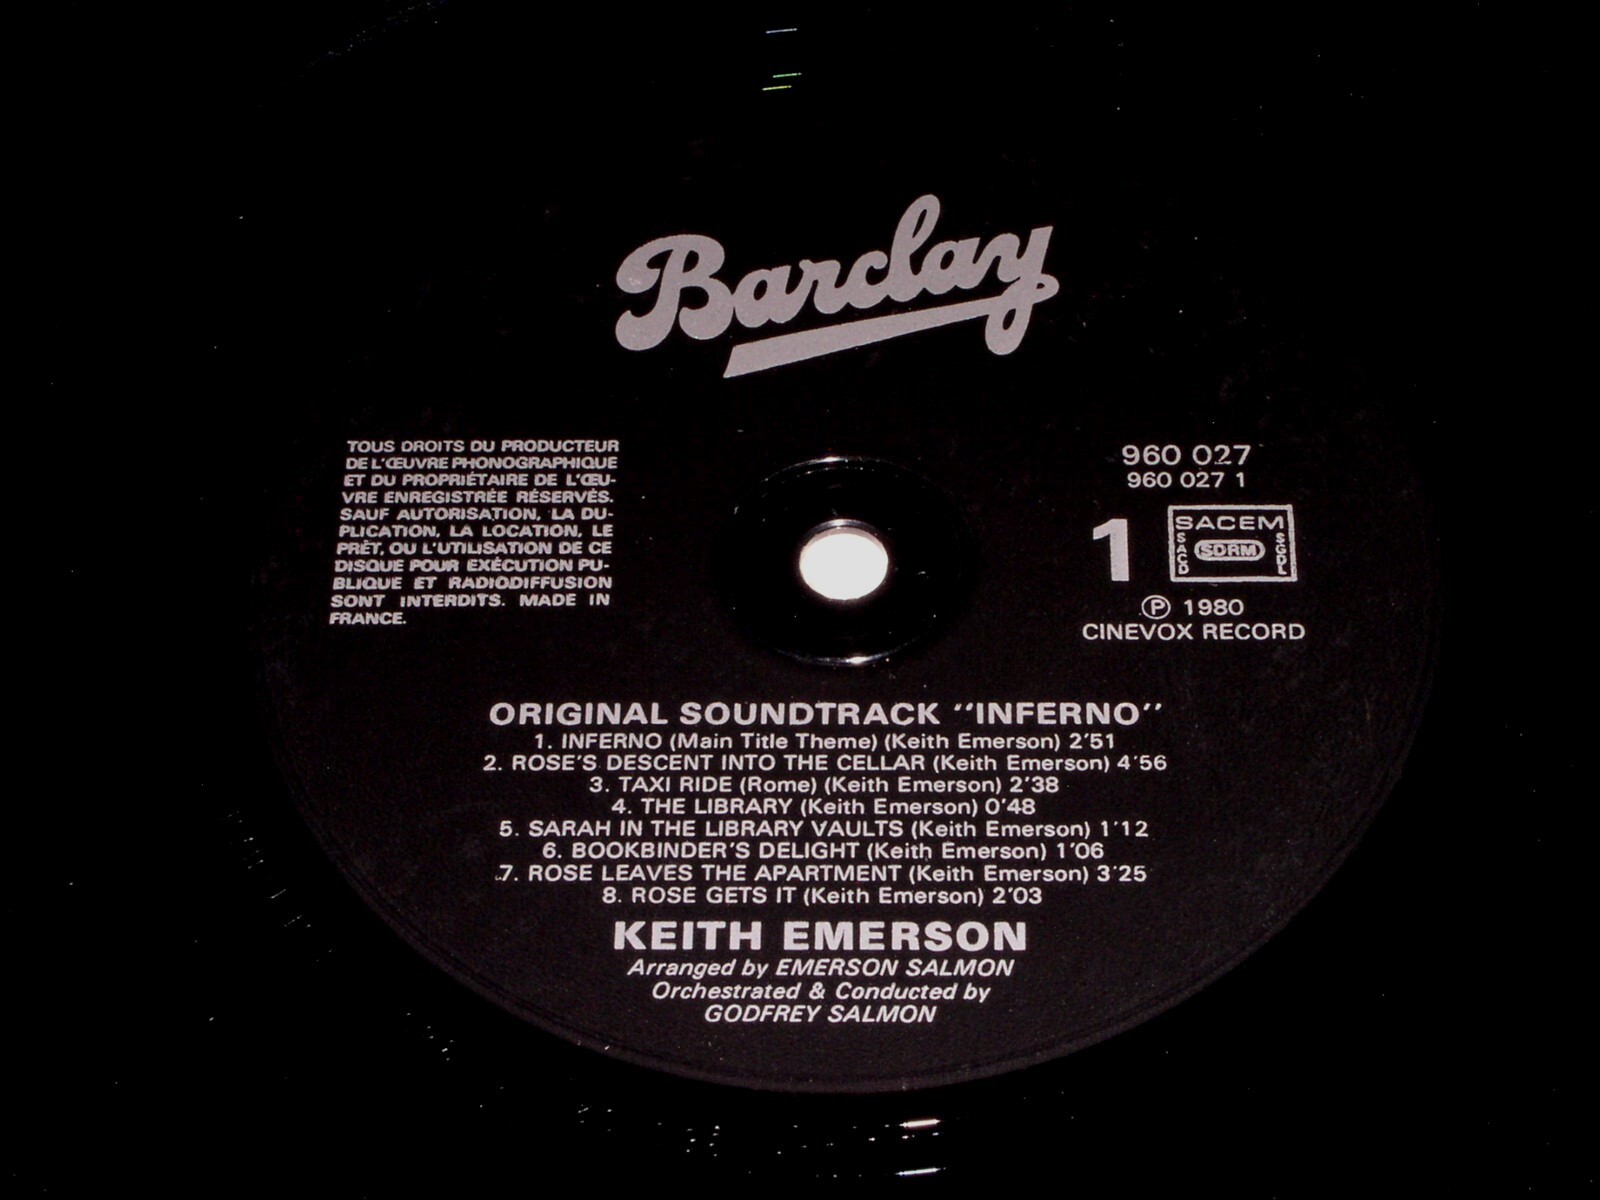 Barclay
TOUS DROITS DU PRODUCTEUR
DE L'ŒUVRE PHONOGRAPHIQUE
ET DU PROPRIÉTAIRE DE L'ŒU-
VRE ENREGISTRÉE RÉSERVÉS.
SAUF AUTORISATION, LA DU-
PLICATION, LA LOCATION, LE
PRÊT, OU L'UTILISATION DE CE
DISQUE POUR EXÉCUTION PU-
BLIQUE ET RADIODIFFUSION
SONT INTERDITS. MADE IN
FRANCE.
960 027
960 027 1
1
SACEM
SACD
SDRM
SGDL
℗ 1980
CINEVOX RECORD
ORIGINAL SOUNDTRACK "INFERNO"
1. INFERNO (Main Title Theme) (Keith Emerson) 2'51
2. ROSE'S DESCENT INTO THE CELLAR (Keith Emerson) 4'56
3. TAXI RIDE (Rome) (Keith Emerson) 2'38
4. THE LIBRARY (Keith Emerson) 0'48
5. SARAH IN THE LIBRARY VAULTS (Keith Emerson) 1'12
6. BOOKBINDER'S DELIGHT (Keith Emerson) 1'06
7. ROSE LEAVES THE APARTMENT (Keith Emerson) 3'25
8. ROSE GETS IT (Keith Emerson) 2'03
KEITH EMERSON
Arranged by EMERSON SALMON
Orchestrated & Conducted by
GODFREY SALMON